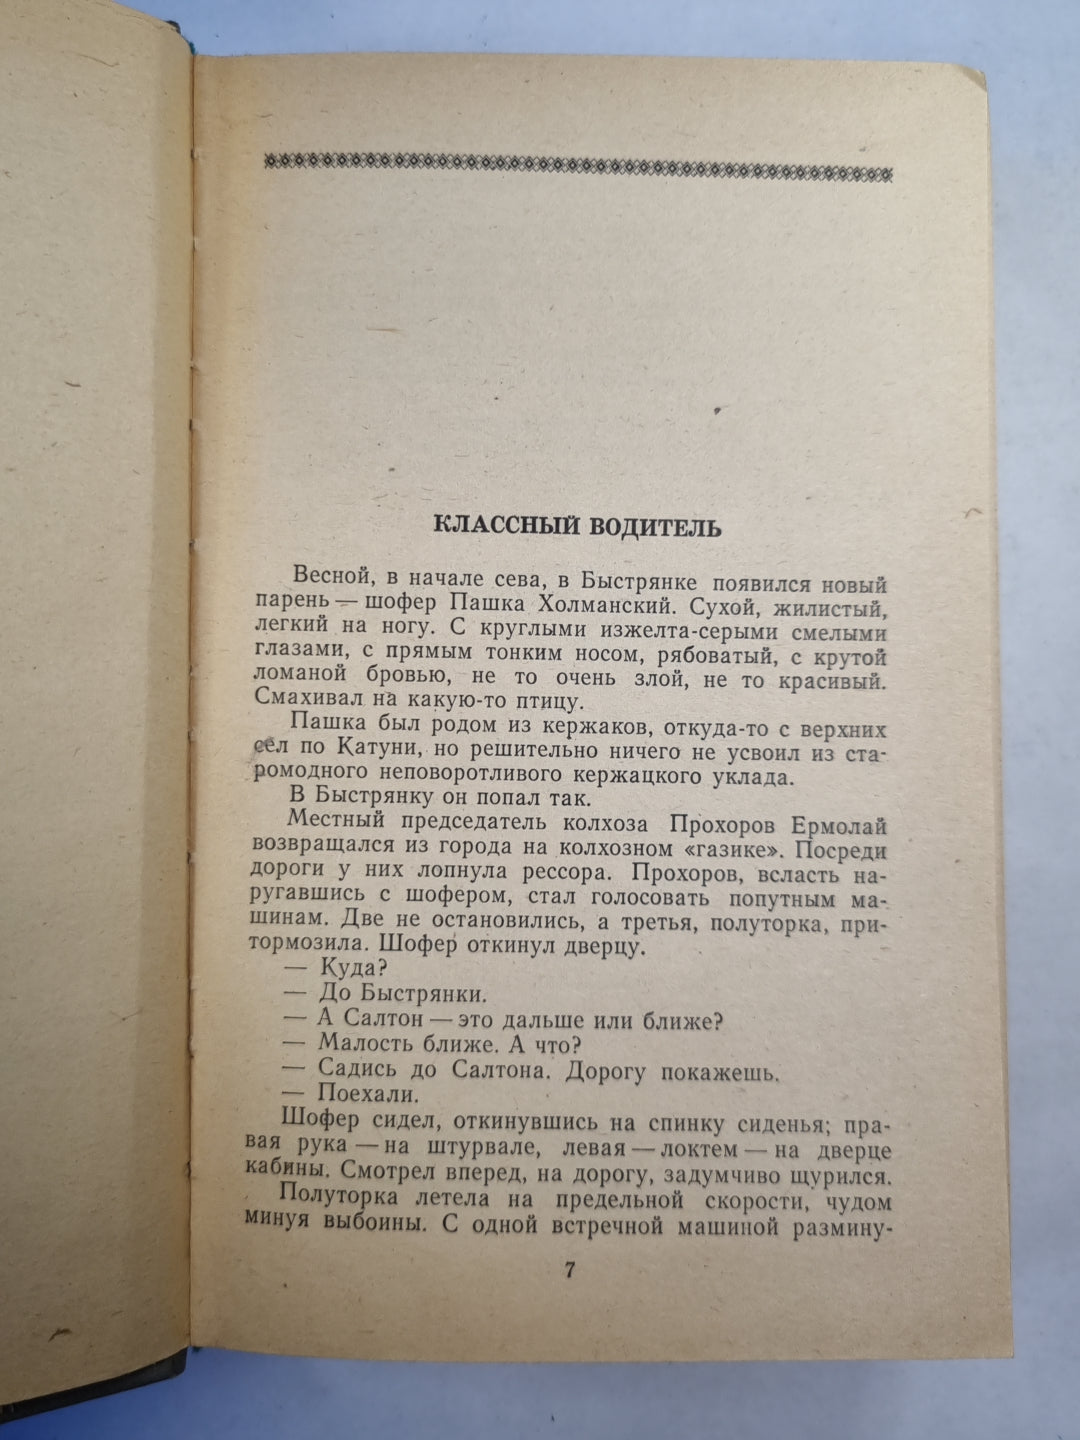 КЛАССНЫЙ ВОДИТЕЛЬ
Весной, в начале сева, в Быстрянке появился новый
парень — шофер Пашка Холманский. Сухой, жилистый,
легкий на ногу. С круглыми изжелта-серыми смелыми
глазами, с прямым тонким носом, рябоватый, с крутой
ломаной бровью, не то очень злой, не то красивый.
Смахивал на какую-то птицу.
Пашка был родом из кержаков, откуда-то с верхних
сел по Катуни, но решительно ничего не усвоил из ста-
ромодного неповоротливого кержацкого уклада.
В Быстрянку он попал так.
Местный председатель колхоза Прохоров Ермолай
возвращался из города на колхозном «газике». Посреди
дороги у них лопнула рессора. Прохоров, всласть на-
ругавшись с шофером, стал голосовать попутным ма-
шинам. Две не остановились, а третья, полуторка, при-
тормозила. Шофер откинул дверцу.
— Куда?
— До Быстрянки.
— А Салтон — это дальше или ближе?
— Малость ближе. А что?
— Садись до Салтона. Дорогу покажешь.
— Поехали.
Шофер сидел, откинувшись на спинку сиденья; пра-
вая рука — на штурвале, левая — локтем — на дверце
кабины. Смотрел вперед, на дорогу, задумчиво щурился.
Полуторка летела на предельной скорости, чудом
минуя выбоины. С одной встречной машиной размину-
7